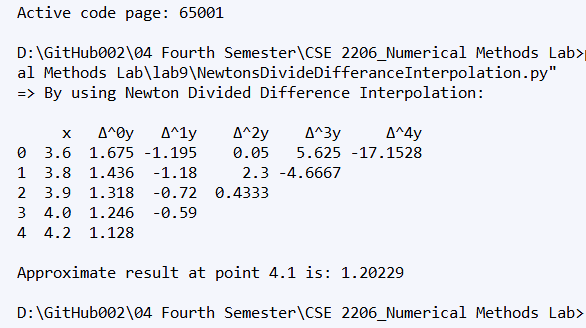 Active code page: 65001
D:\GitHub002\04 Fourth Semester\CSE 2206_Numerical Methods Lab>
al Methods Lab\lab9\NewtonsDivideDifferanceInterpolation.py"
=> By using Newton Divided Difference Interpolation:
x Δ^0y Δ^1y Δ^2y Δ^3y Δ^4y
0 3.6 1.675 -1.195 0.05 5.625 -17.1528
1 3.8 1.436 -1.18 2.3 -4.6667
2 3.9 1.318 -0.72 0.4333
3 4.0 1.246 -0.59
4 4.2 1.128
Approximate result at point 4.1 is: 1.20229
D:\GitHub002\04 Fourth Semester\CSE 2206_Numerical Methods Lab>